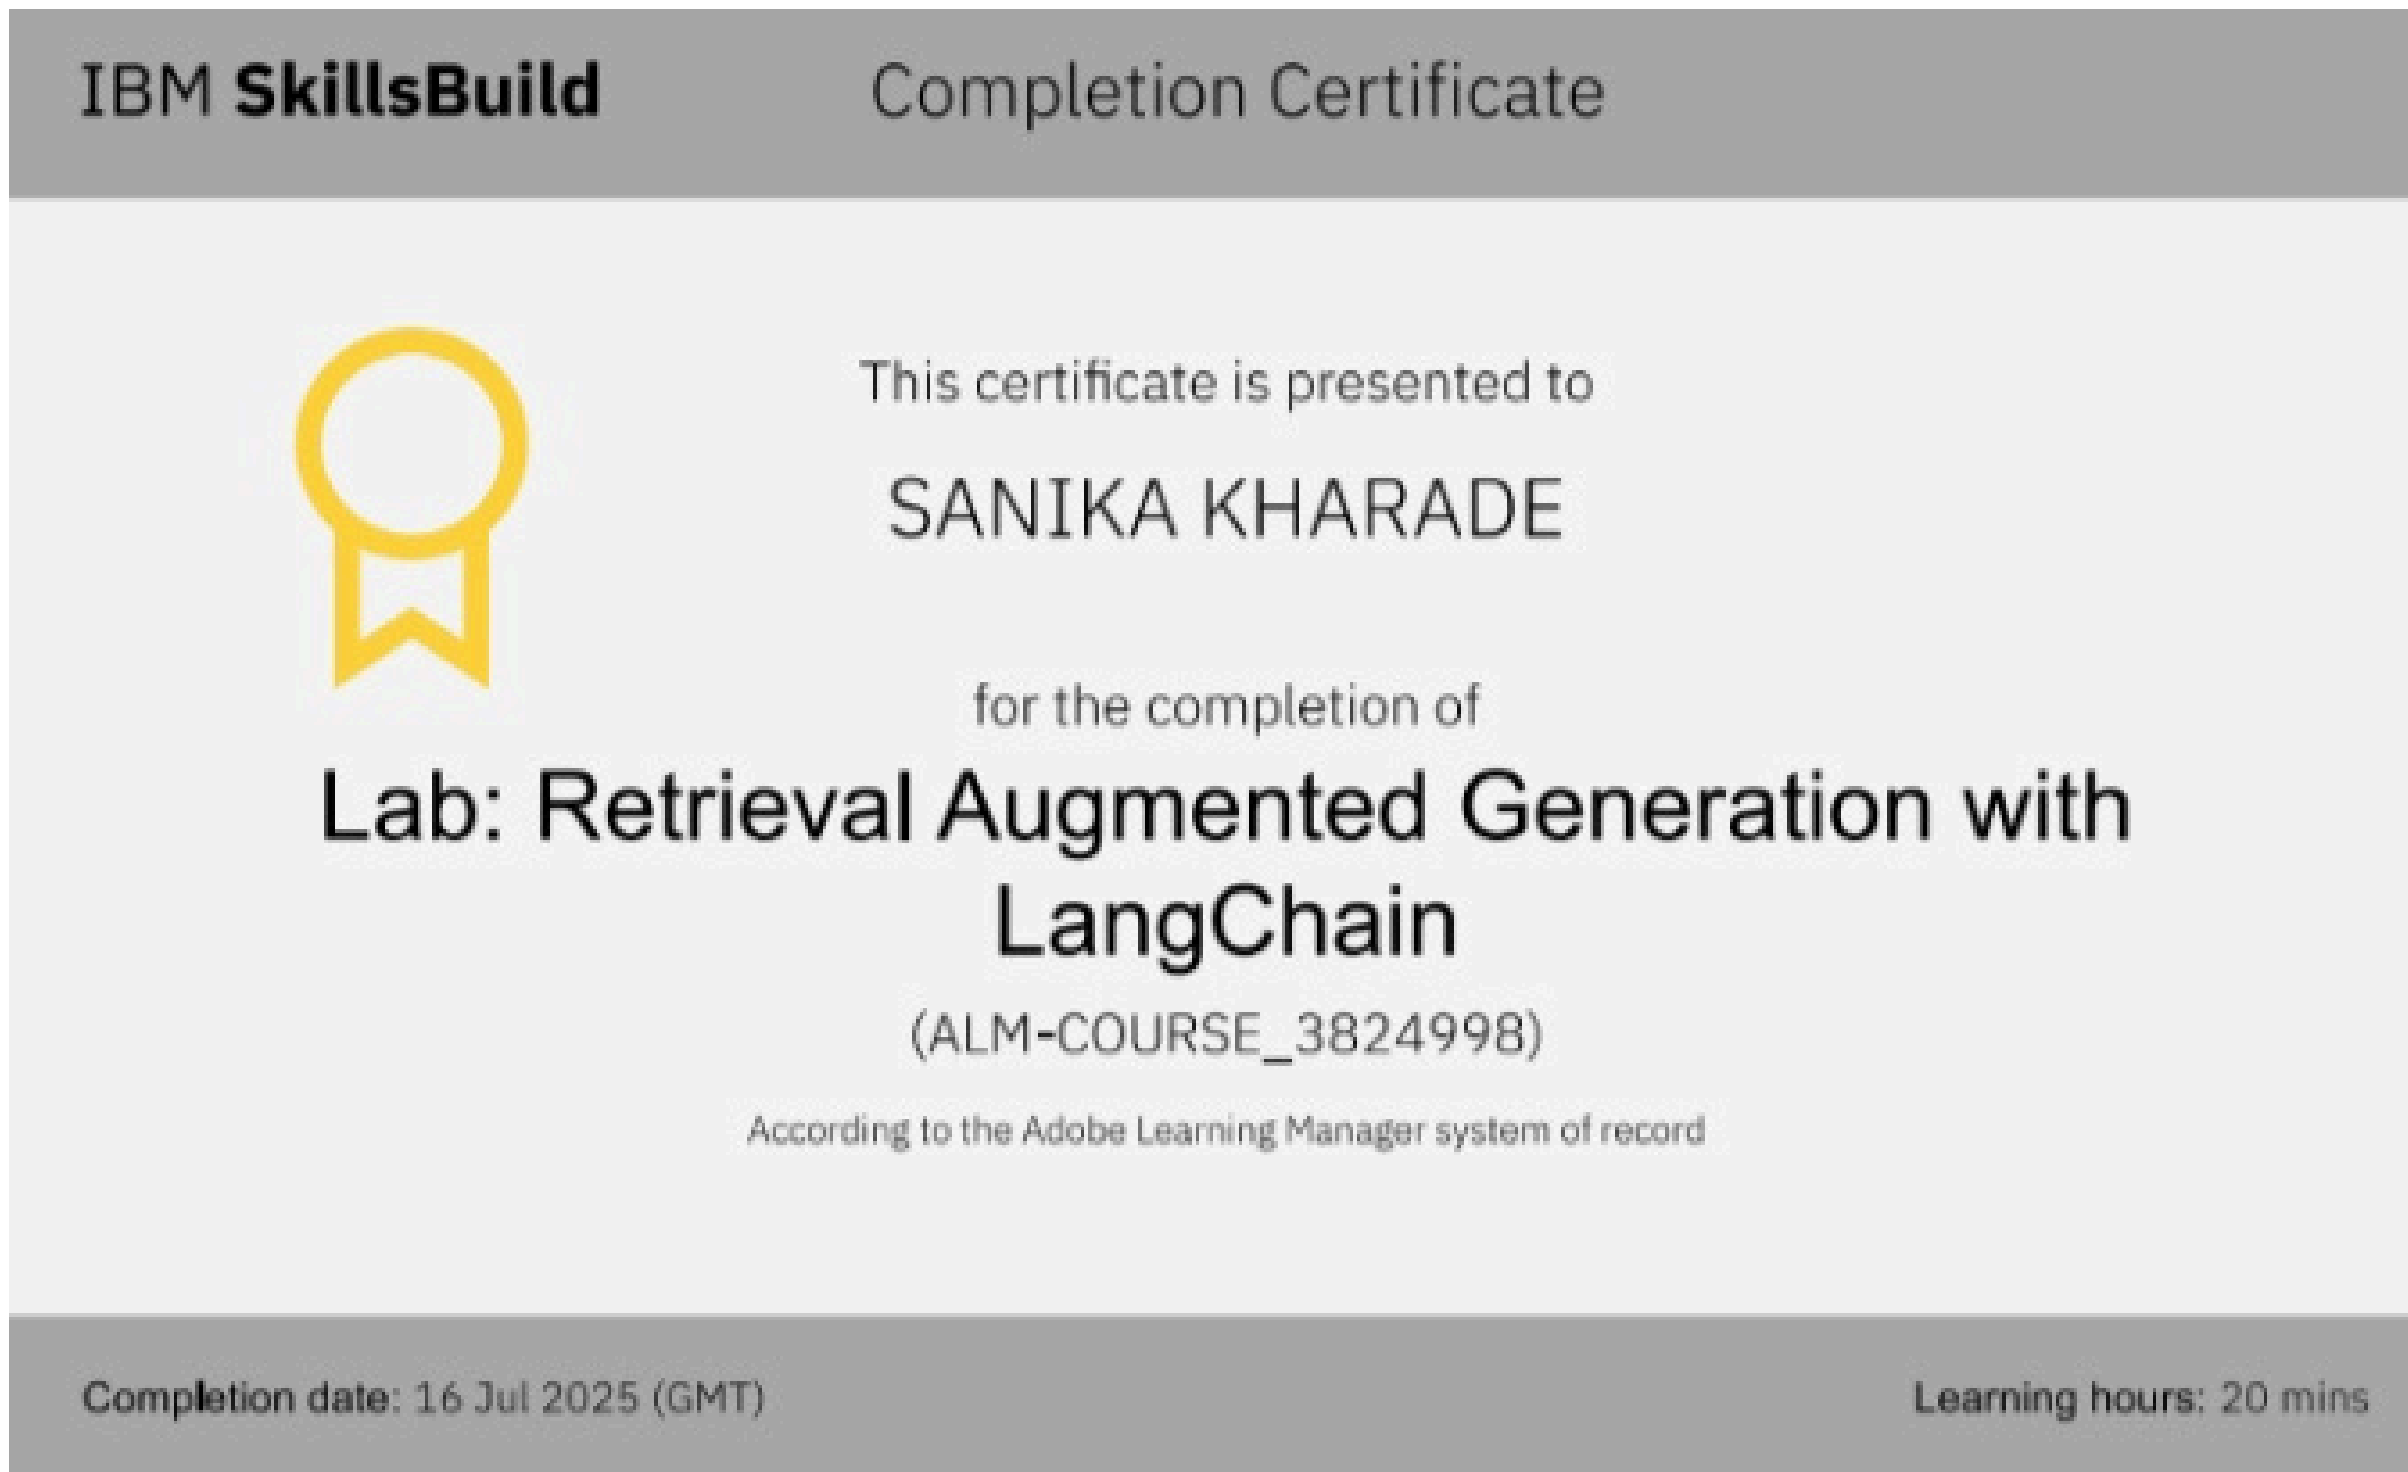 IBM SkillsBuild
Completion Certificate
This certificate is presented to
SANIKA KHARADE
for the completion of
Lab: Retrieval Augmented Generation with
LangChain
(ALM-COURSE_3824998)
According to the Adobe Learning Manager system of record
Completion date: 16 Jul 2025 (GMT)
Learning hours: 20 mins